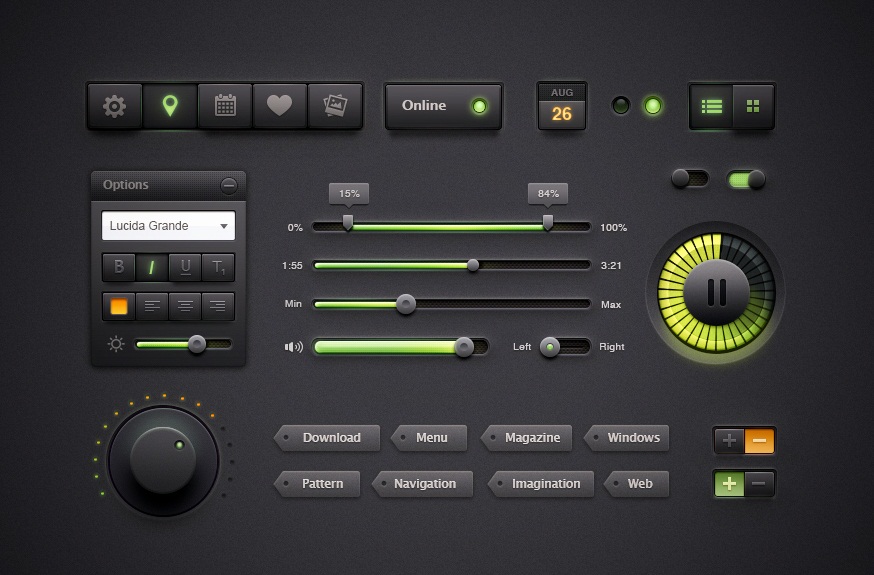 Online
AUG
26
Options
Lucida Grande
B I U T1
15% 84%
0% 100%
1:55 3:21
Min Max
Left Right
Download Menu Magazine Windows
Pattern Navigation Imagination Web